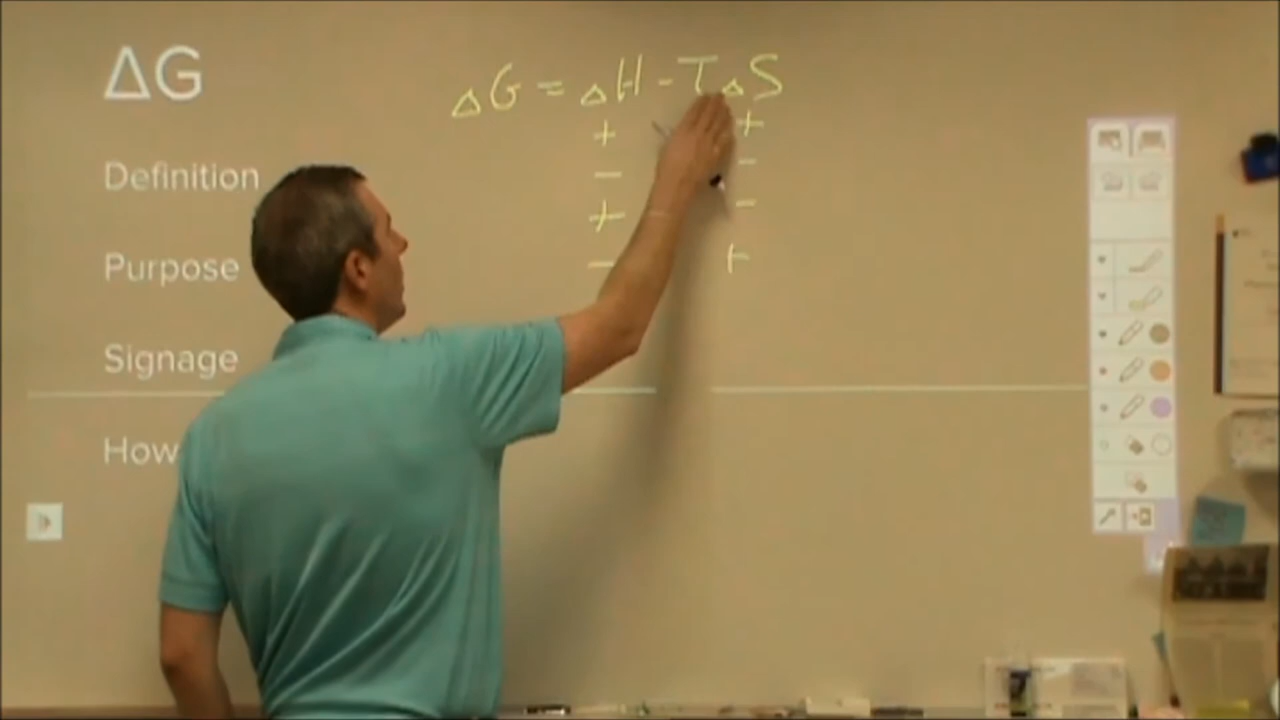 ΔG
ΔG = ΔH - TΔS
+ +
Definition
- -
+ -
Purpose
- +
Signage
How